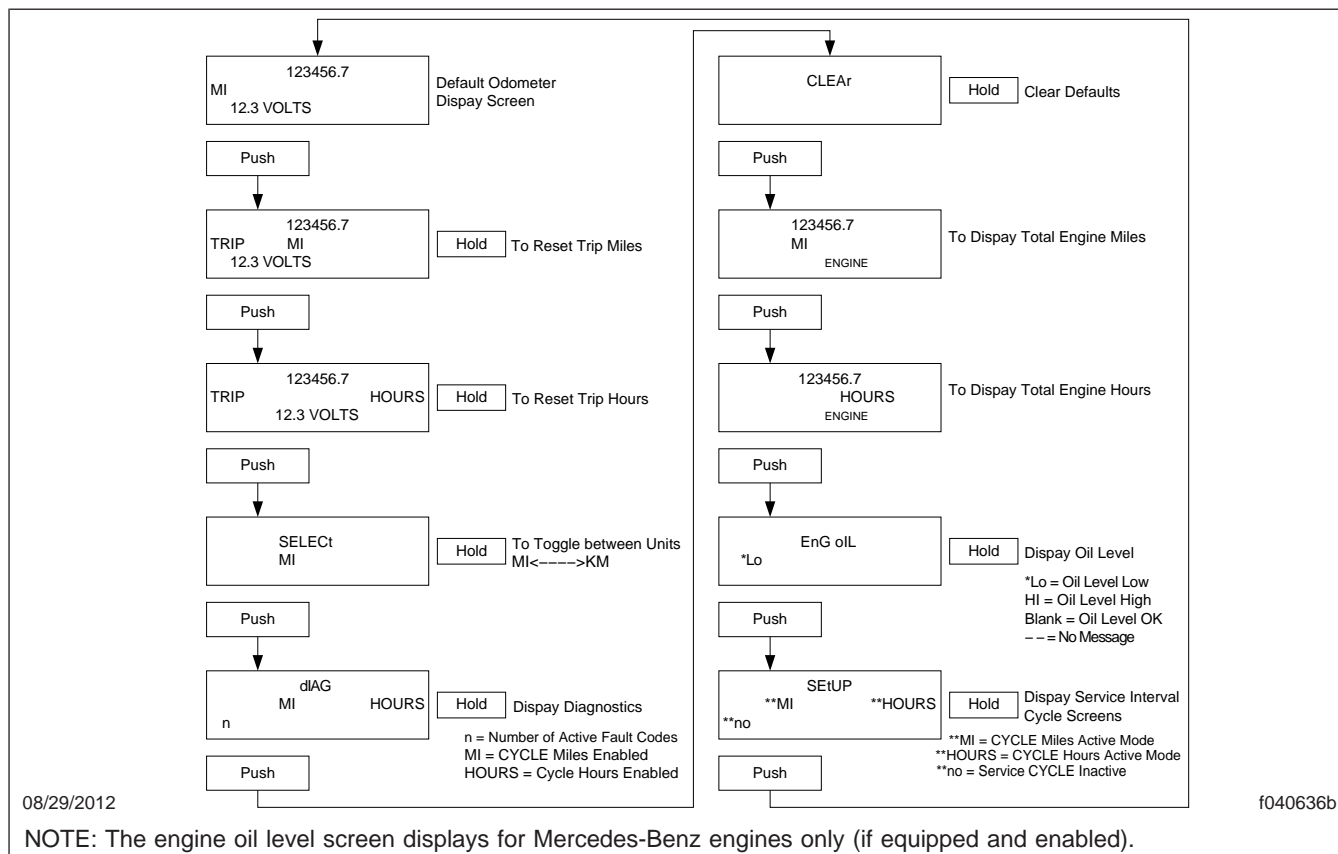 123456.7
MI
12.3 VOLTS
Default Odometer
Dispay Screen
Push
123456.7
TRIP MI
12.3 VOLTS
Hold
To Reset Trip Miles
Push
123456.7
TRIP HOURS
12.3 VOLTS
Hold
To Reset Trip Hours
Push
SELECt
MI
Hold
To Toggle between Units
MI<---->KM
Push
dIAG
MI HOURS
n
Hold
Dispay Diagnostics
n = Number of Active Fault Codes
MI = CYCLE Miles Enabled
HOURS = Cycle Hours Enabled
Push
CLEAr
Hold
Clear Defaults
Push
123456.7
MI
ENGINE
To Dispay Total Engine Miles
Push
123456.7
HOURS
ENGINE
To Dispay Total Engine Hours
Push
EnG oIL
*Lo
Hold
Dispay Oil Level
*Lo = Oil Level Low
HI = Oil Level High
Blank = Oil Level OK
– – = No Message
Push
SEtUP
**MI **HOURS
**no
Hold
Dispay Service Interval
Cycle Screens
**MI = CYCLE Miles Active Mode
**HOURS = CYCLE Hours Active Mode
**no = Service CYCLE Inactive
Push
08/29/2012
f040636b
NOTE: The engine oil level screen displays for Mercedes-Benz engines only (if equipped and enabled).